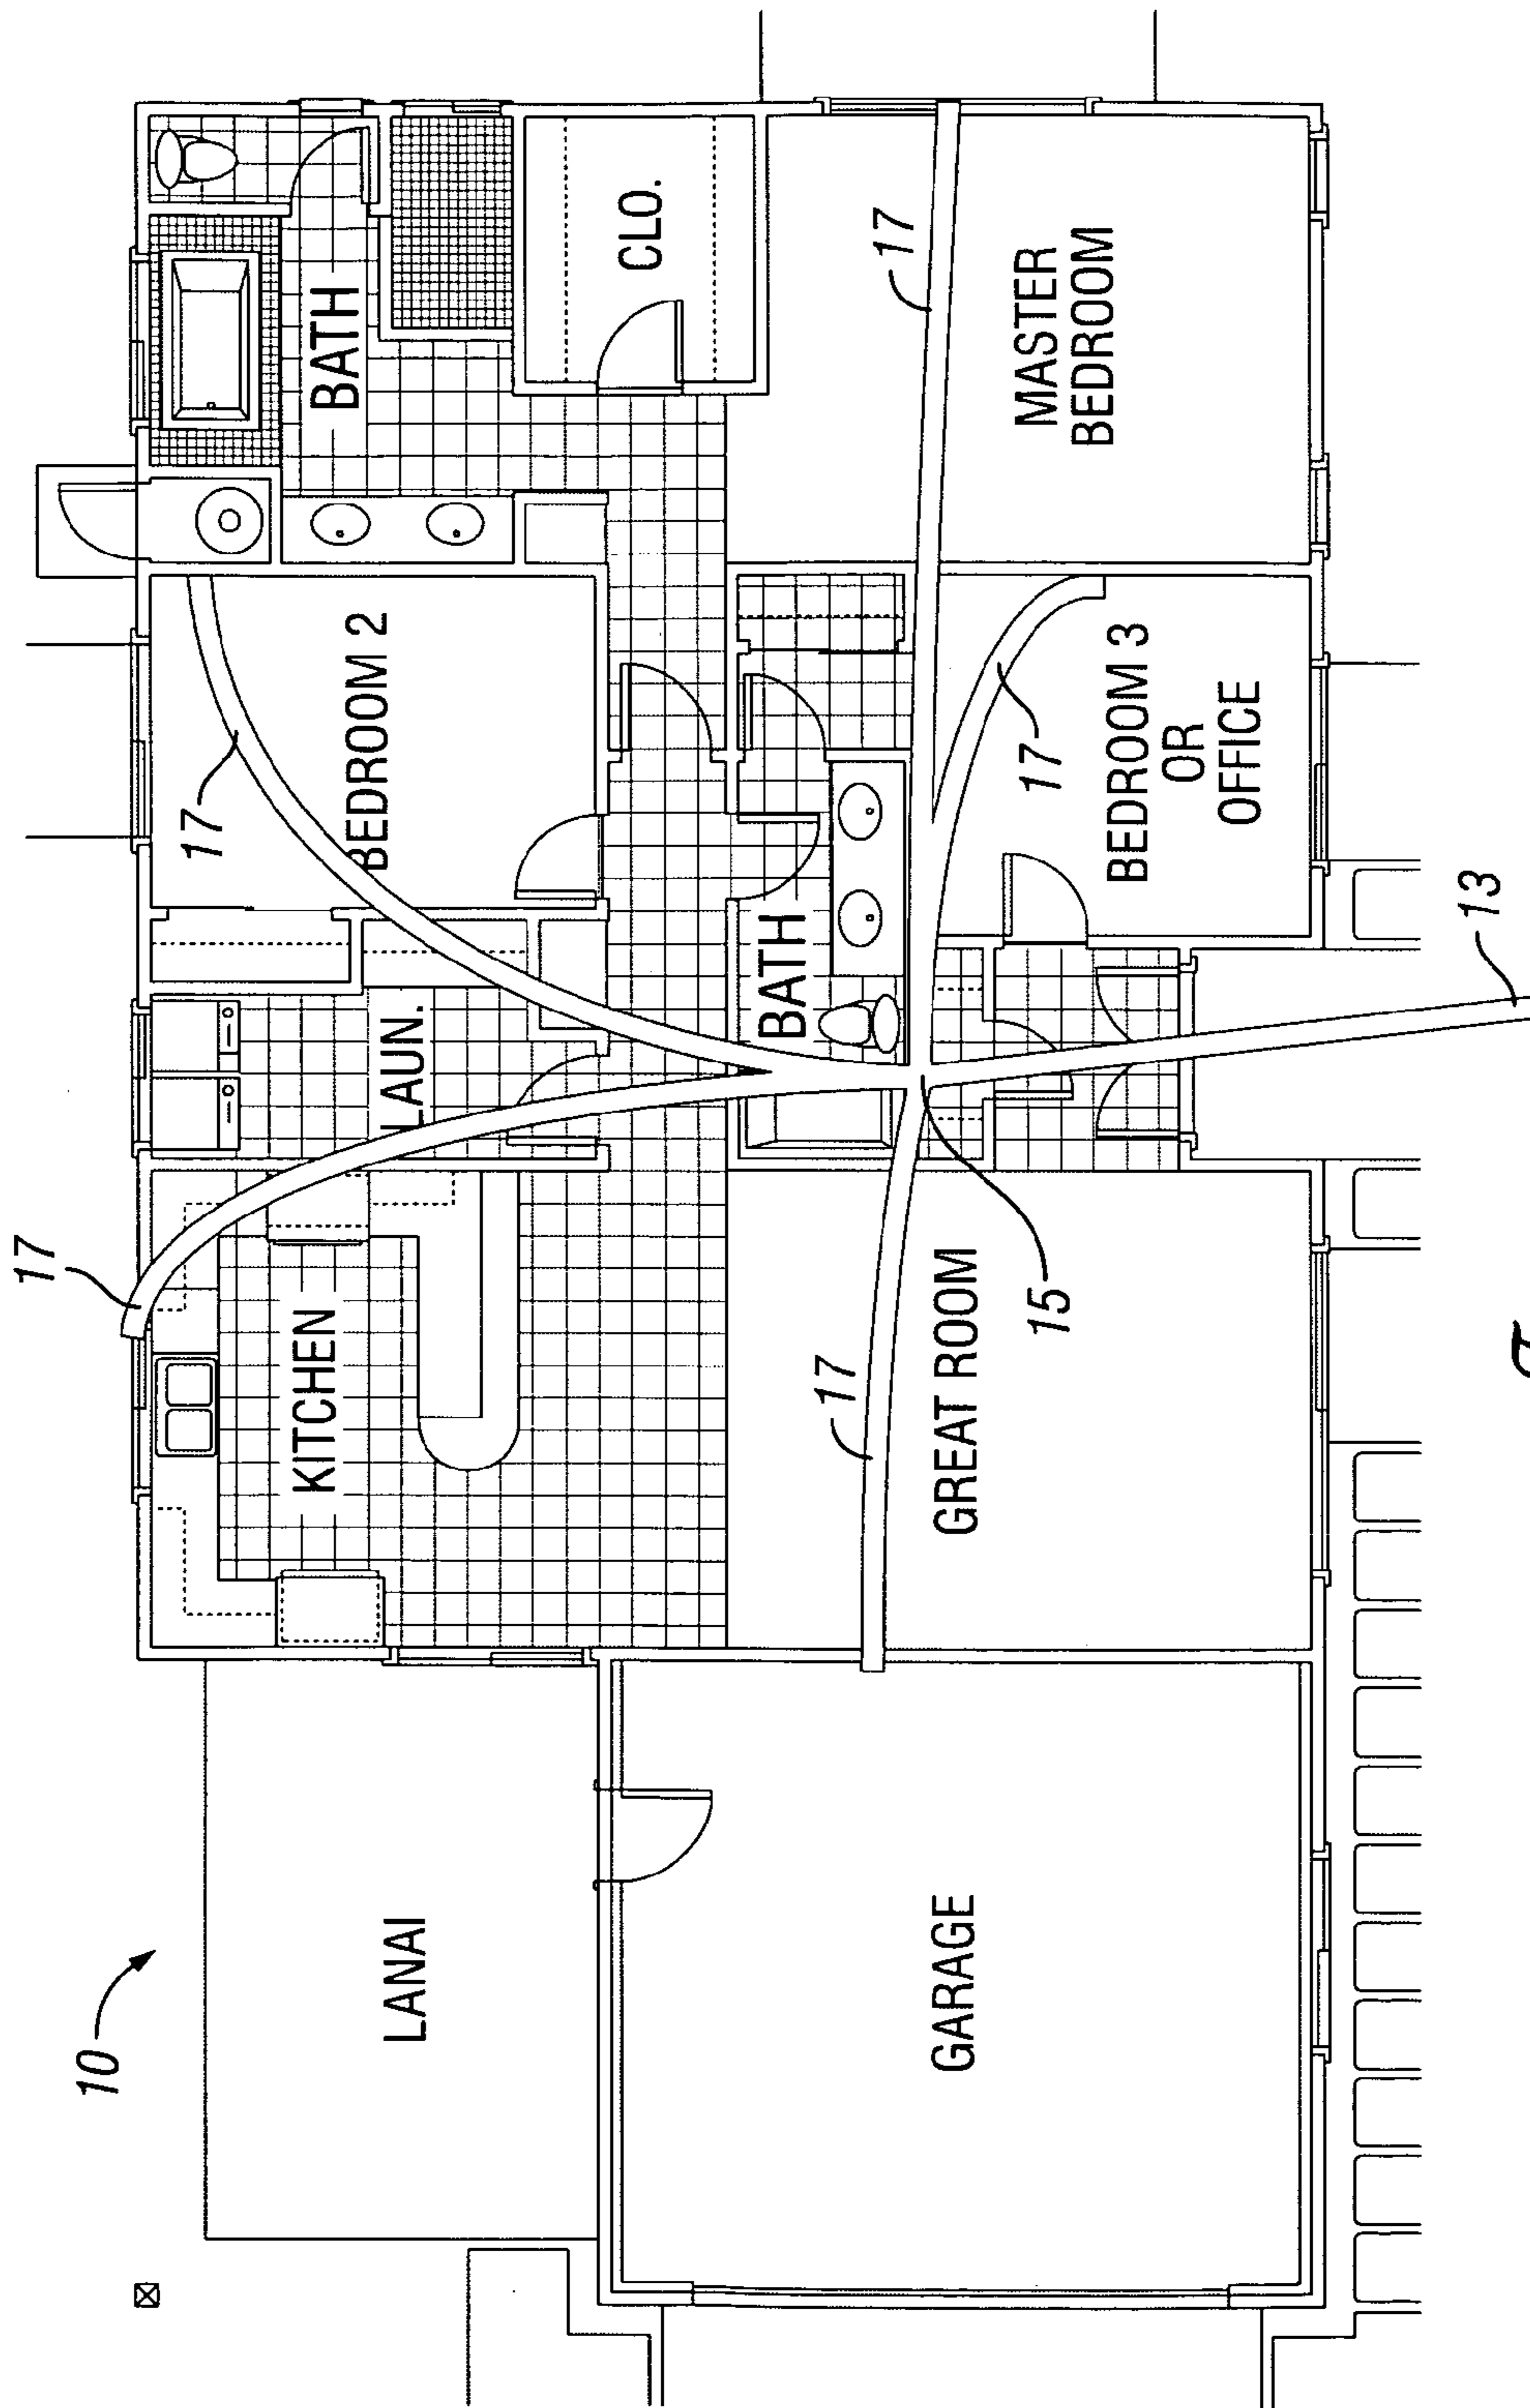 10
LANAI
GARAGE
17
KITCHEN
LAUN.
17
BEDROOM 2
BATH
CLO.
17
GREAT ROOM
15
BATH
17
BEDROOM 3
OR
OFFICE
17
MASTER
BEDROOM
13